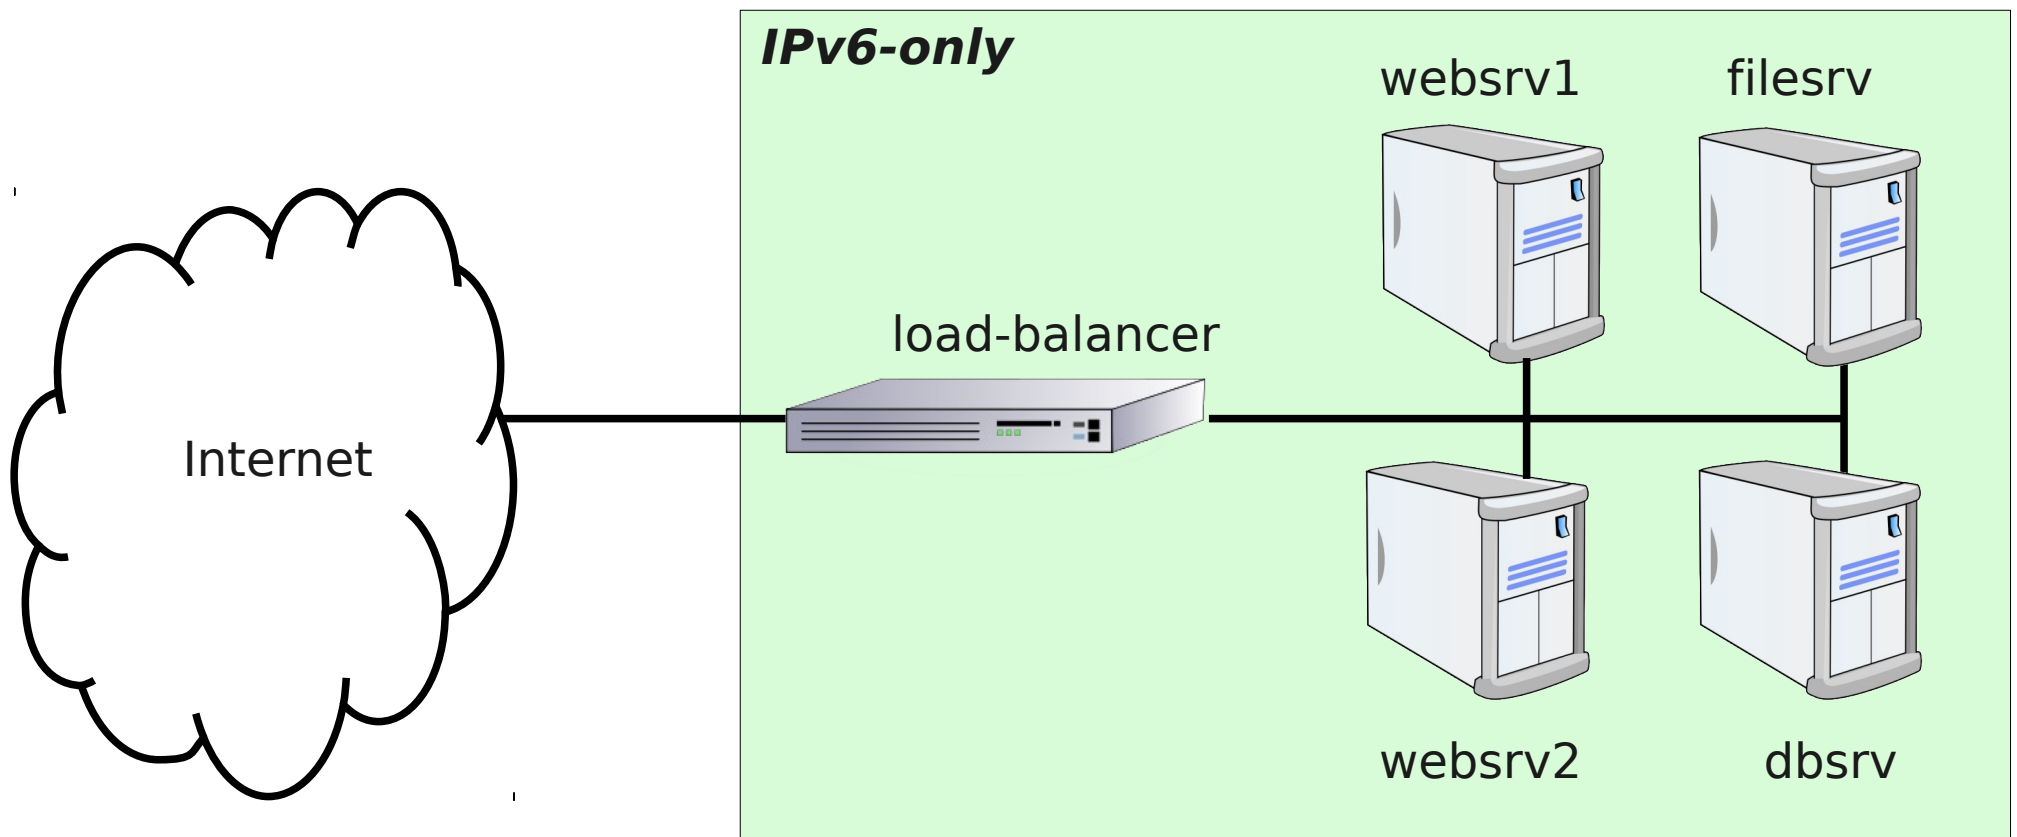 IPv6-only
websrv1
filesrv
load-balancer
Internet
websrv2
dbsrv